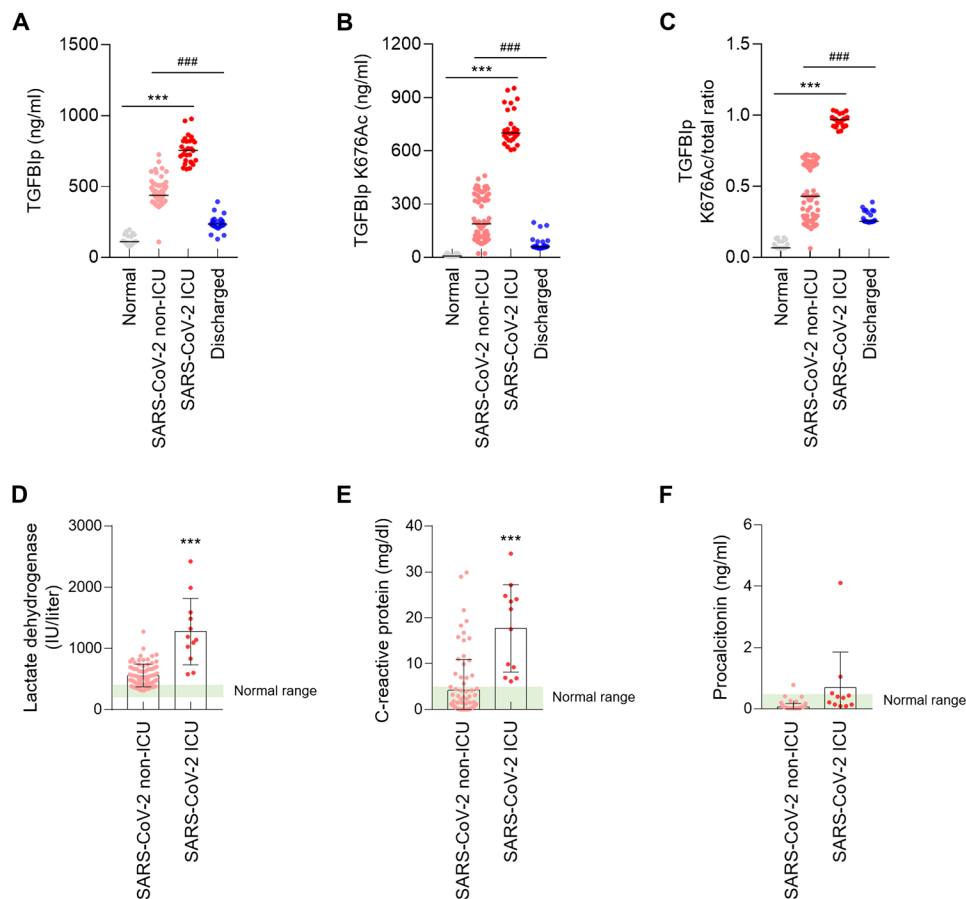 A
TGFBIp (ng/ml)
1500
1000
500
0
***
###
Normal
SARS-CoV-2 non-ICU
SARS-CoV-2 ICU
Discharged
B
TGFBIp K676Ac (ng/ml)
1200
900
600
300
0
***
###
Normal
SARS-CoV-2 non-ICU
SARS-CoV-2 ICU
Discharged
C
TGFBIp
K676Ac/total ratio
1.5
1.0
0.5
0.0
***
###
Normal
SARS-CoV-2 non-ICU
SARS-CoV-2 ICU
Discharged
D
Lactate dehydrogenase
(IU/liter)
3000
2000
1000
0
***
Normal range
SARS-CoV-2 non-ICU
SARS-CoV-2 ICU
E
C-reactive protein (mg/dl)
40
30
20
10
0
***
Normal range
SARS-CoV-2 non-ICU
SARS-CoV-2 ICU
F
Procalcitonin (ng/ml)
6
4
2
0
Normal range
SARS-CoV-2 non-ICU
SARS-CoV-2 ICU